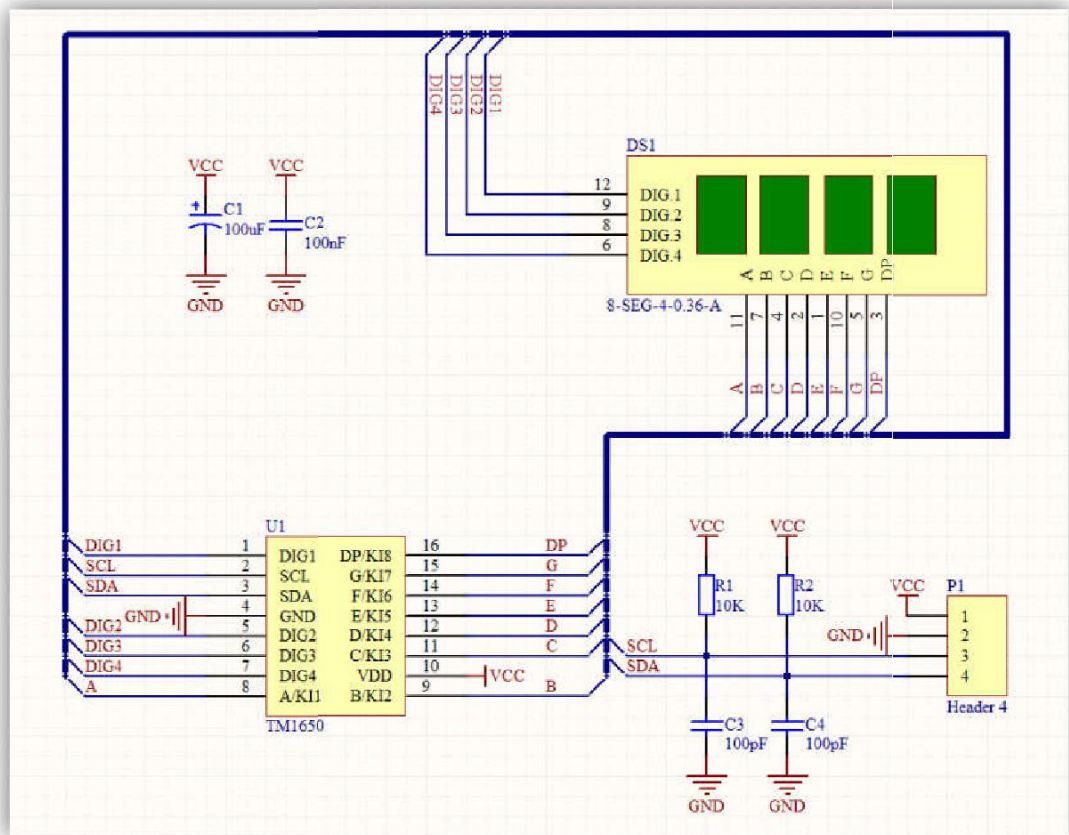 DIG4
DIG3
DIG2
DIG1
DS1
12
9
8
6
DIG.1
DIG.2
DIG.3
DIG.4
A
B
C
D
E
F
G
DP
8-SEG-4-0.36-A
11
7
4
2
1
10
5
3
A
B
C
D
E
F
G
DP
VCC
VCC
+
C1
100uF
C2
100nF
GND
GND
U1
DIG1
SCL
SDA
GND
DIG2
DIG3
DIG4
A
1
2
3
4
5
6
7
8
DIG1
SCL
SDA
GND
DIG2
DIG3
DIG4
A/KI1
DP/KI8
G/KI7
F/KI6
E/KI5
D/KI4
C/KI3
VDD
B/KI2
16
15
14
13
12
11
10
9
DP
G
F
E
D
C
VCC
B
TM1650
VCC
VCC
R1
10K
R2
10K
SCL
SDA
VCC
GND
P1
1
2
3
4
Header 4
C3
100pF
C4
100pF
GND
GND